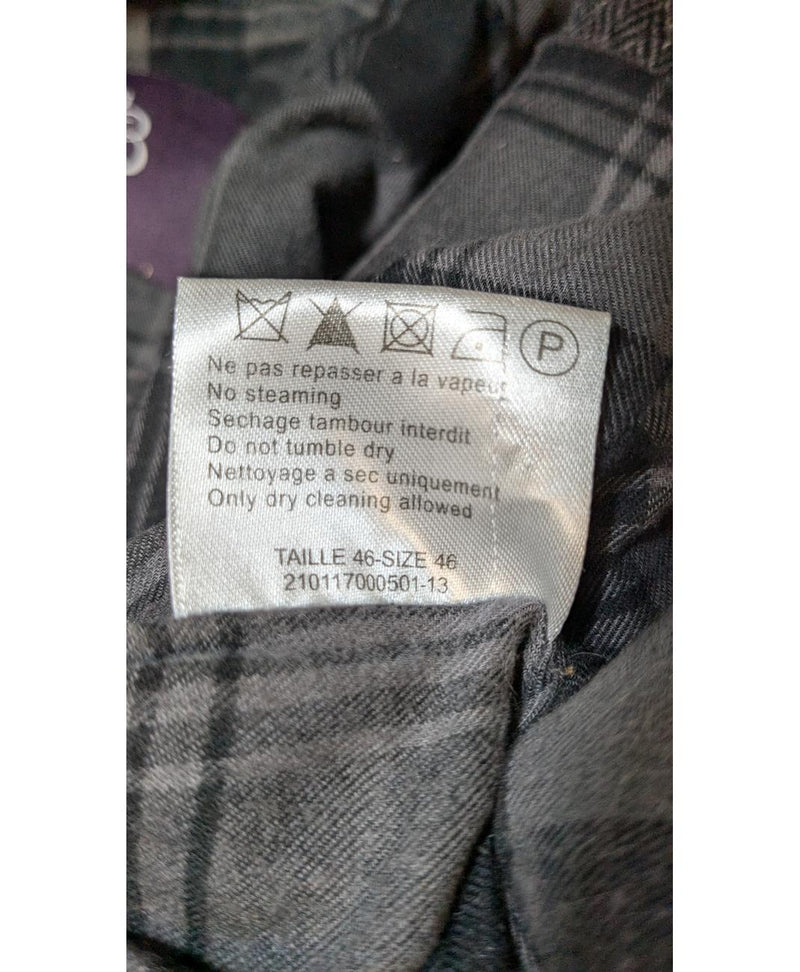 P
Ne pas repasser a la vapeur
No steaming
Sechage tambour interdit
Do not tumble dry
Nettoyage a sec uniquement
Only dry cleaning allowed
TAILLE 46-SIZE 46
210117000501-13